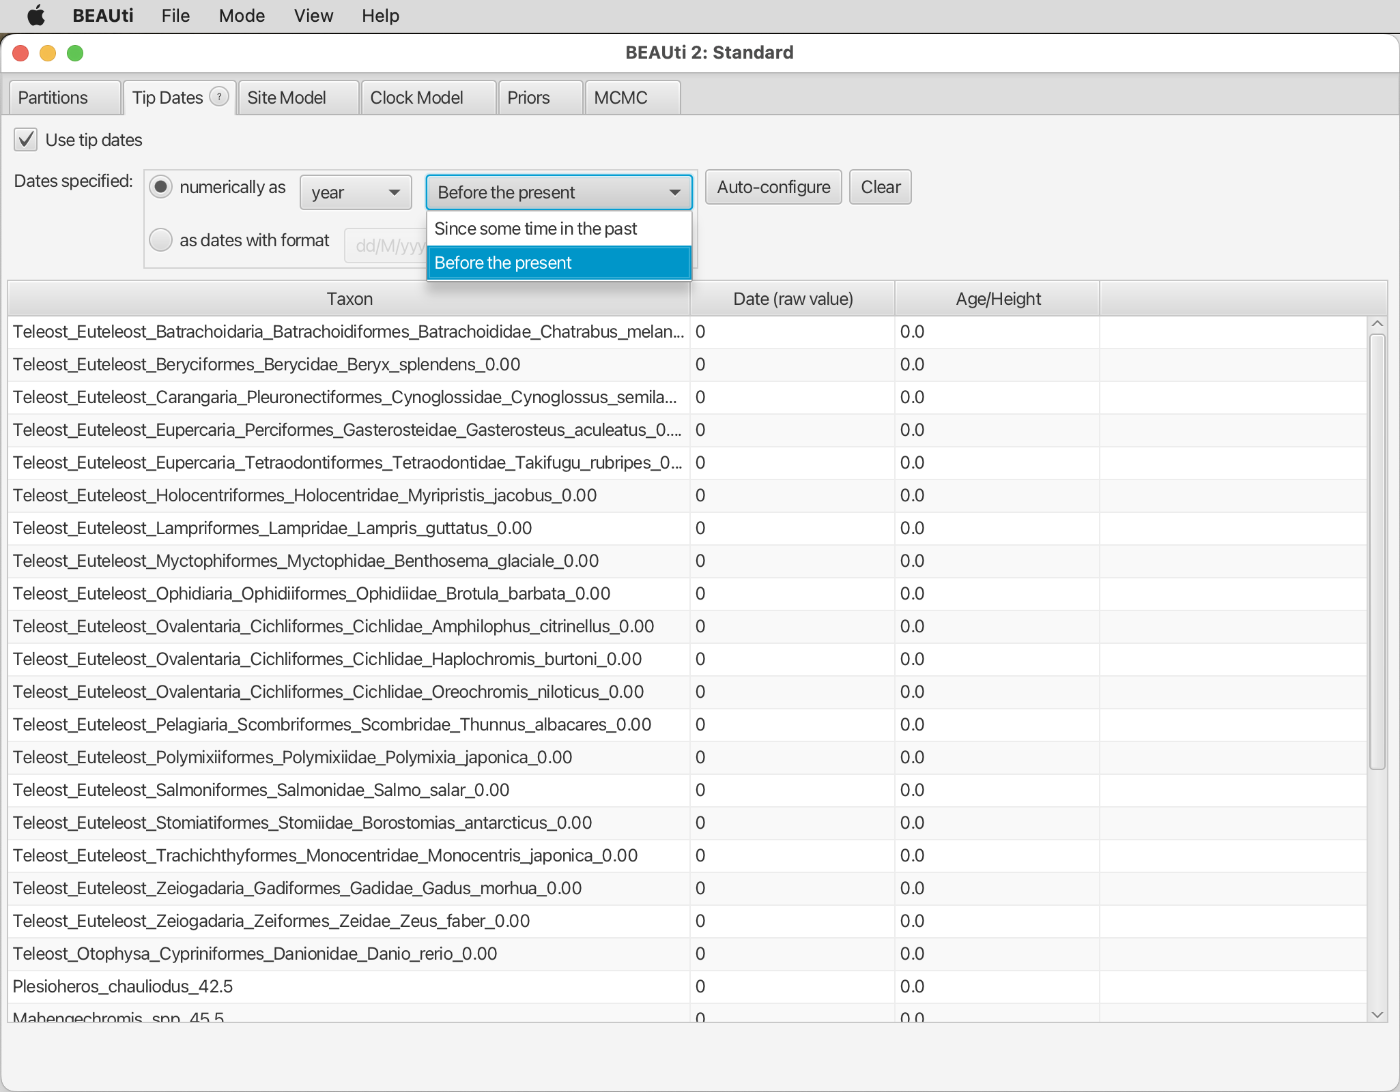 BEAUti File Mode View Help
BEAUti 2: Standard
Partitions Tip Dates ? Site Model Clock Model Priors MCMC
Use tip dates
Dates specified: numerically as year Before the present Auto-configure Clear
Since some time in the past
as dates with format dd/M/yyy
Before the present
Taxon Date (raw value) Age/Height
Teleost_Euteleost_Batrachoidaria_Batrachoidiformes_Batrachoididae_Chatrabus_melan... 0 0.0
Teleost_Euteleost_Beryciformes_Berycidae_Beryx_splendens_0.00 0 0.0
Teleost_Euteleost_Carangaria_Pleuronectiformes_Cynoglossidae_Cynoglossus_semila... 0 0.0
Teleost_Euteleost_Eupercaria_Perciformes_Gasterosteidae_Gasterosteus_aculeatus_0.... 0 0.0
Teleost_Euteleost_Eupercaria_Tetraodontiformes_Tetraodontidae_Takifugu_rubripes_0... 0 0.0
Teleost_Euteleost_Holocentriformes_Holocentridae_Myripristis_jacobus_0.00 0 0.0
Teleost_Euteleost_Lampriformes_Lampridae_Lampris_guttatus_0.00 0 0.0
Teleost_Euteleost_Myctophiformes_Myctophidae_Benthosema_glaciale_0.00 0 0.0
Teleost_Euteleost_Ophidiaria_Ophidiiformes_Ophidiidae_Brotula_barbata_0.00 0 0.0
Teleost_Euteleost_Ovalentaria_Cichliformes_Cichlidae_Amphilophus_citrinellus_0.00 0 0.0
Teleost_Euteleost_Ovalentaria_Cichliformes_Cichlidae_Haplochromis_burtoni_0.00 0 0.0
Teleost_Euteleost_Ovalentaria_Cichliformes_Cichlidae_Oreochromis_niloticus_0.00 0 0.0
Teleost_Euteleost_Pelagiaria_Scombriformes_Scombridae_Thunnus_albacares_0.00 0 0.0
Teleost_Euteleost_Polymixiiformes_Polymixiidae_Polymixia_japonica_0.00 0 0.0
Teleost_Euteleost_Salmoniformes_Salmonidae_Salmo_salar_0.00 0 0.0
Teleost_Euteleost_Stomiatiformes_Stomiidae_Borostomias_antarcticus_0.00 0 0.0
Teleost_Euteleost_Trachichthyformes_Monocentridae_Monocentris_japonica_0.00 0 0.0
Teleost_Euteleost_Zeiogadaria_Gadiformes_Gadidae_Gadus_morhua_0.00 0 0.0
Teleost_Euteleost_Zeiogadaria_Zeiformes_Zeidae_Zeus_faber_0.00 0 0.0
Teleost_Otophysa_Cypriniformes_Danionidae_Danio_rerio_0.00 0 0.0
Plesioheros_chauliodus_42.5 0 0.0
Mahengechromis_spp_45.5 0 0.0